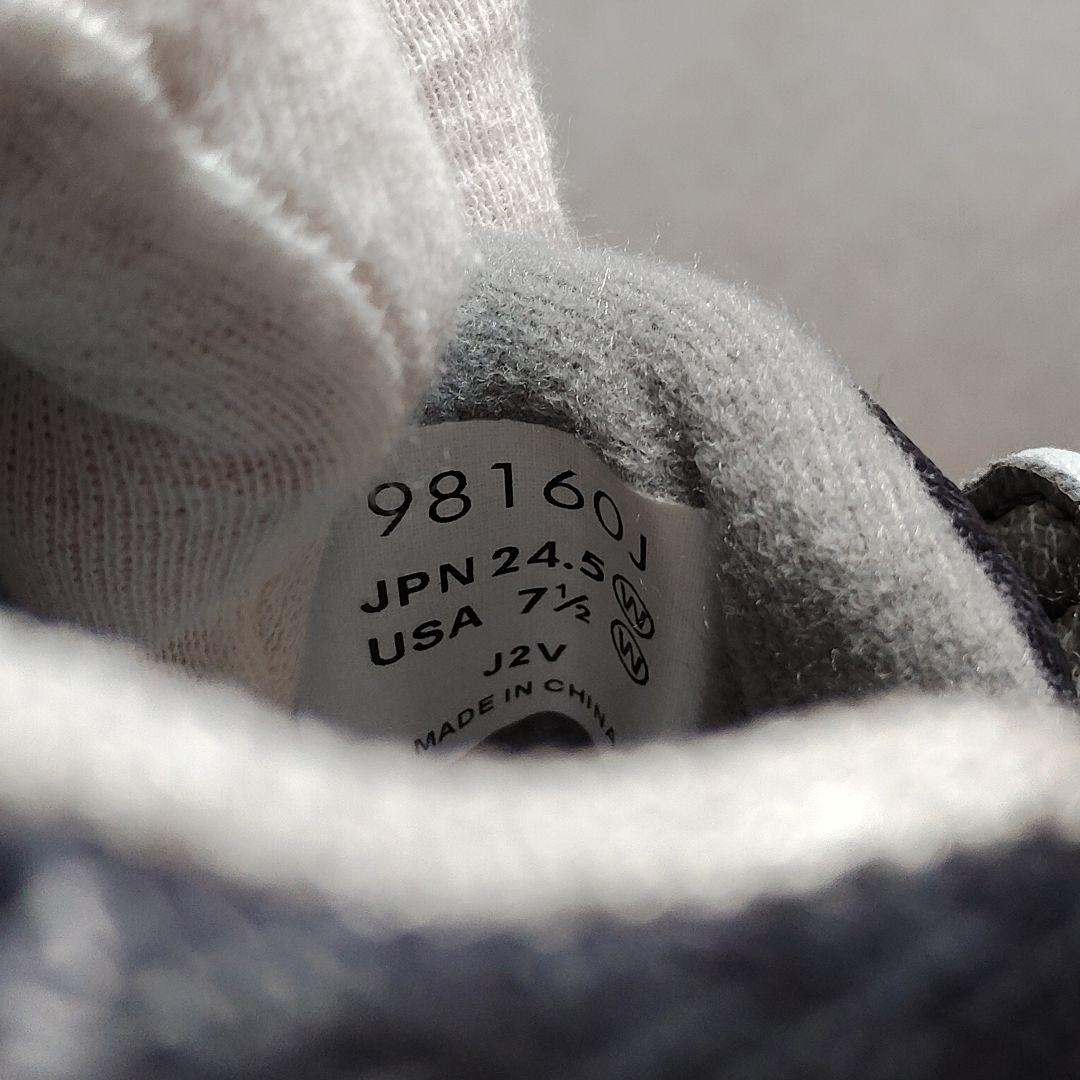 98160J
JPN 24.5 W
USA 7½ W
J2V
MADE IN CHINA